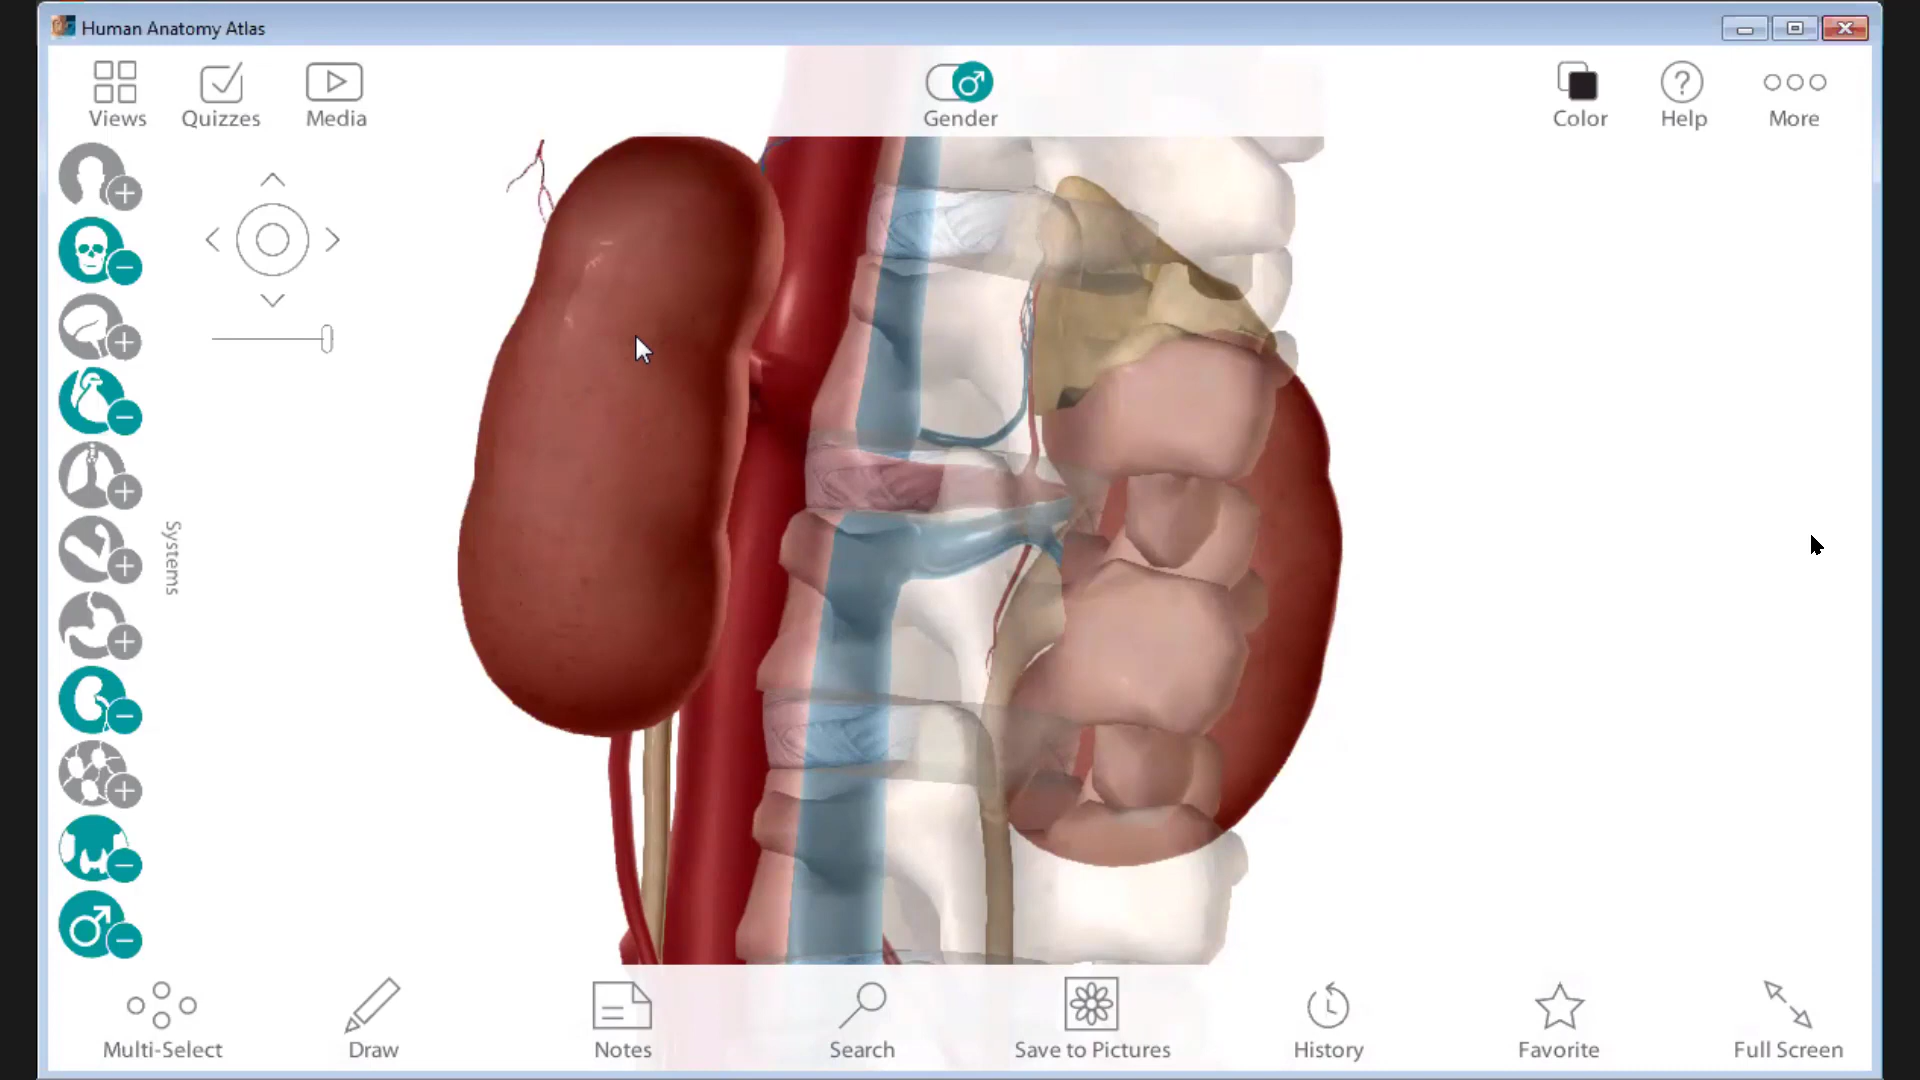 Human Anatomy Atlas
Views
Quizzes
Media
Gender
Color
Help
More
Systems
Multi-Select
Draw
Notes
Search
Save to Pictures
History
Favorite
Full Screen